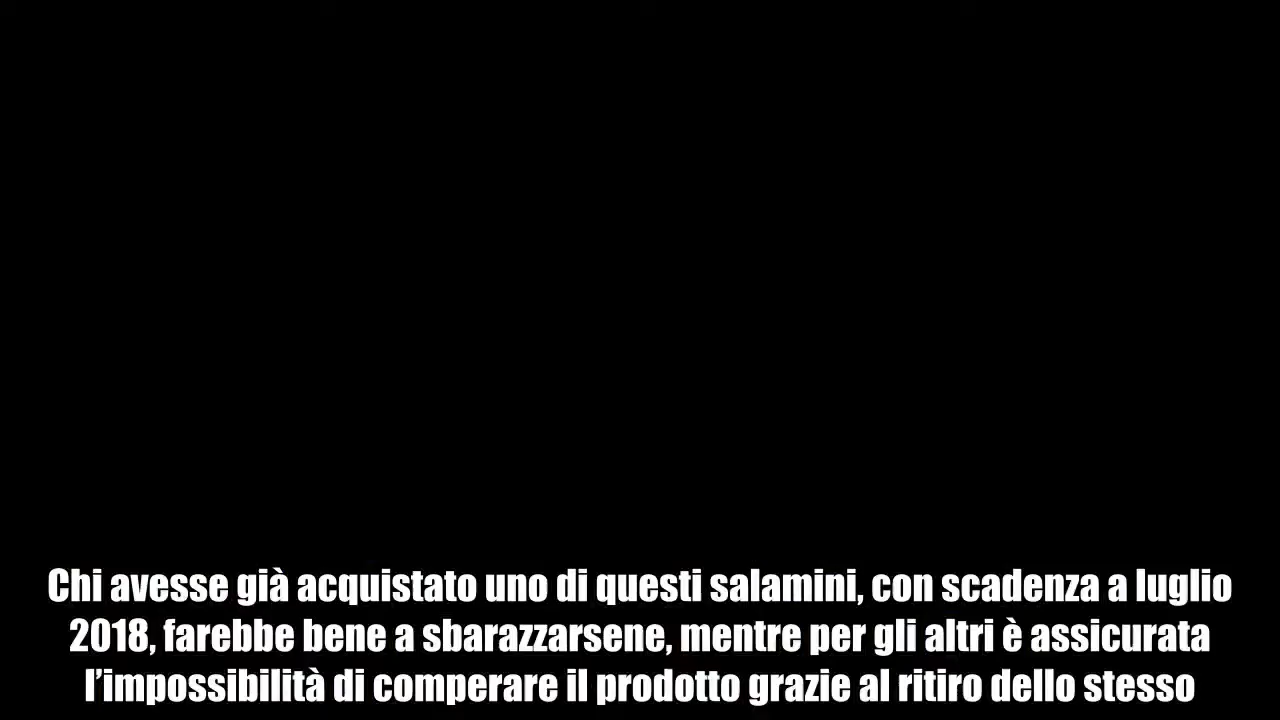 Chi avesse già acquistato uno di questi salamini, con scadenza a luglio
2018, farebbe bene a sbarazzarsene, mentre per gli altri è assicurata
l’impossibilità di comperare il prodotto grazie al ritiro dello stesso